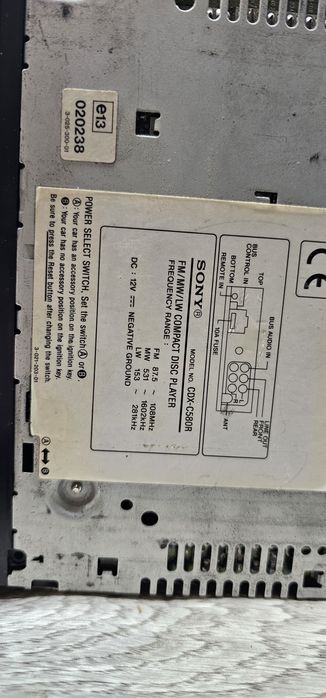 e13
020238
3-025-300-01
TOP
BUS
CONTROL IN
BOTTOM
REMOTE IN
10A FUSE
BUS AUDIO IN
L
R
LINE OUT
FRONT
REAR
ANT
SONY®
MODEL NO. CDX-C580R
FM/MW/LW COMPACT DISC PLAYER
FREQUENCY RANGE:
FM 87.5 ~ 108MHz
MW 531 ~ 1602kHz
LW 153 ~ 281kHz
DC: 12V NEGATIVE GROUND
POWER SELECT SWITCH. Set the switch Ⓐ or Ⓑ
Ⓐ: Your car has an accessory position on the ignition key.
Ⓑ: Your car has no accessory position on the ignition key.
Be sure to press the Reset button after changing the switch.
3-021-203-01
Ⓐ ↔ Ⓑ
CE